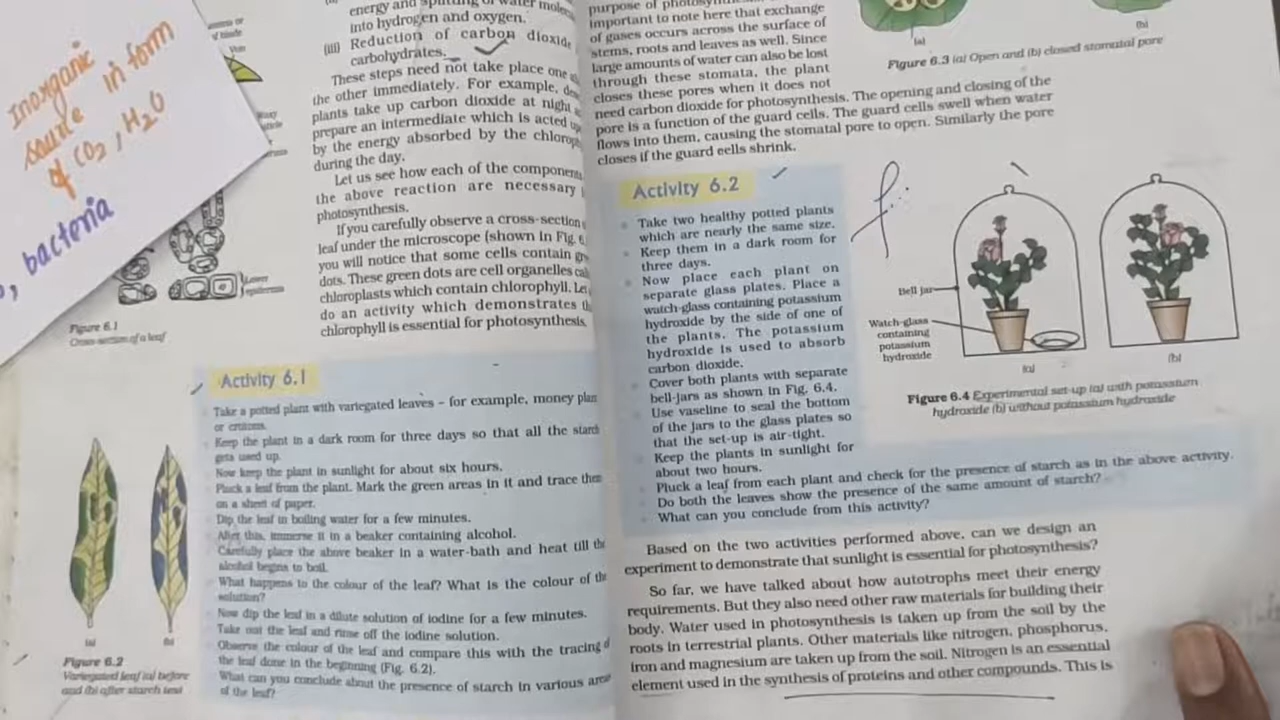 Inorganic
source in form
of CO2, H2O
bacteria
Figure 6.1
Cross-section of a leaf
energy and splitting of water
into hydrogen and oxygen.
(iii) Reduction of carbon dioxide
carbohydrates.
These steps need not take place one
the other immediately. For example,
plants take up carbon dioxide at night
prepare an intermediate which is acted
by the energy absorbed by the
during the day.
Let us see how each of the
the above reaction are necessary
photosynthesis.
If you carefully observe a cross-section
leaf under the microscope (shown in Fig.
you will notice that some cells contain
dots. These green dots are cell organelles
chloroplasts which contain chlorophyll.
do an activity which demonstrates
chlorophyll is essential for photosynthesis.
Activity 6.1
Take a potted plant with variegated leaves – for example, money
or crotons.
Keep the plant in a dark room for three days so that all the
gets used up.
Now keep the plant in sunlight for about six hours.
Pluck a leaf from the plant. Mark the green areas in it and trace
on a sheet of paper.
Dip the leaf in boiling water for a few minutes.
After this, immerse it in a beaker containing alcohol.
Carefully place the above beaker in a water-bath and heat till
alcohol begins to boil.
What happens to the colour of the leaf? What is the colour of
solution?
Now dip the leaf in a dilute solution of iodine for a few minutes.
Take out the leaf and rinse off the iodine solution.
Observe the colour of the leaf and compare this with the tracing
the leaf done in the beginning (Fig. 6.2).
What can you conclude about the presence of starch in various
of the leaf?
(a)
(b)
Figure 6.2
Variegated leaf (a) before
and (b) after starch test
important to note here that exchange
of gases occurs across the surface of
stems, roots and leaves as well. Since
large amounts of water can also be lost
through these stomata, the plant
closes these pores when it does not
need carbon dioxide for photosynthesis. The opening and closing of the
pore is a function of the guard cells. The guard cells swell when water
flows into them, causing the stomatal pore to open. Similarly the pore
closes if the guard cells shrink.
(a)
(b)
Figure 6.3 (a) Open and (b) closed stomatal pore
Activity 6.2
Take two healthy potted plants
which are nearly the same size.
Keep them in a dark room for
three days.
Now place each plant on
separate glass plates. Place a
watch-glass containing potassium
hydroxide by the side of one of
the plants. The potassium
hydroxide is used to absorb
carbon dioxide.
Cover both plants with separate
bell-jars as shown in Fig. 6.4.
Use vaseline to seal the bottom
of the jars to the glass plates so
that the set-up is air-tight.
Keep the plants in sunlight for
about two hours.
Pluck a leaf from each plant and check for the presence of starch as in the above activity.
Do both the leaves show the presence of the same amount of starch?
What can you conclude from this activity?
Bell jar
Watch-glass
containing
potassium
hydroxide
(a)
(b)
Figure 6.4 Experimental set-up (a) with potassium
hydroxide (b) without potassium hydroxide
Based on the two activities performed above, can we design an
experiment to demonstrate that sunlight is essential for photosynthesis?
So far, we have talked about how autotrophs meet their energy
requirements. But they also need other raw materials for building their
body. Water used in photosynthesis is taken up from the soil by the
roots in terrestrial plants. Other materials like nitrogen, phosphorus,
iron and magnesium are taken up from the soil. Nitrogen is an essential
element used in the synthesis of proteins and other compounds. This is